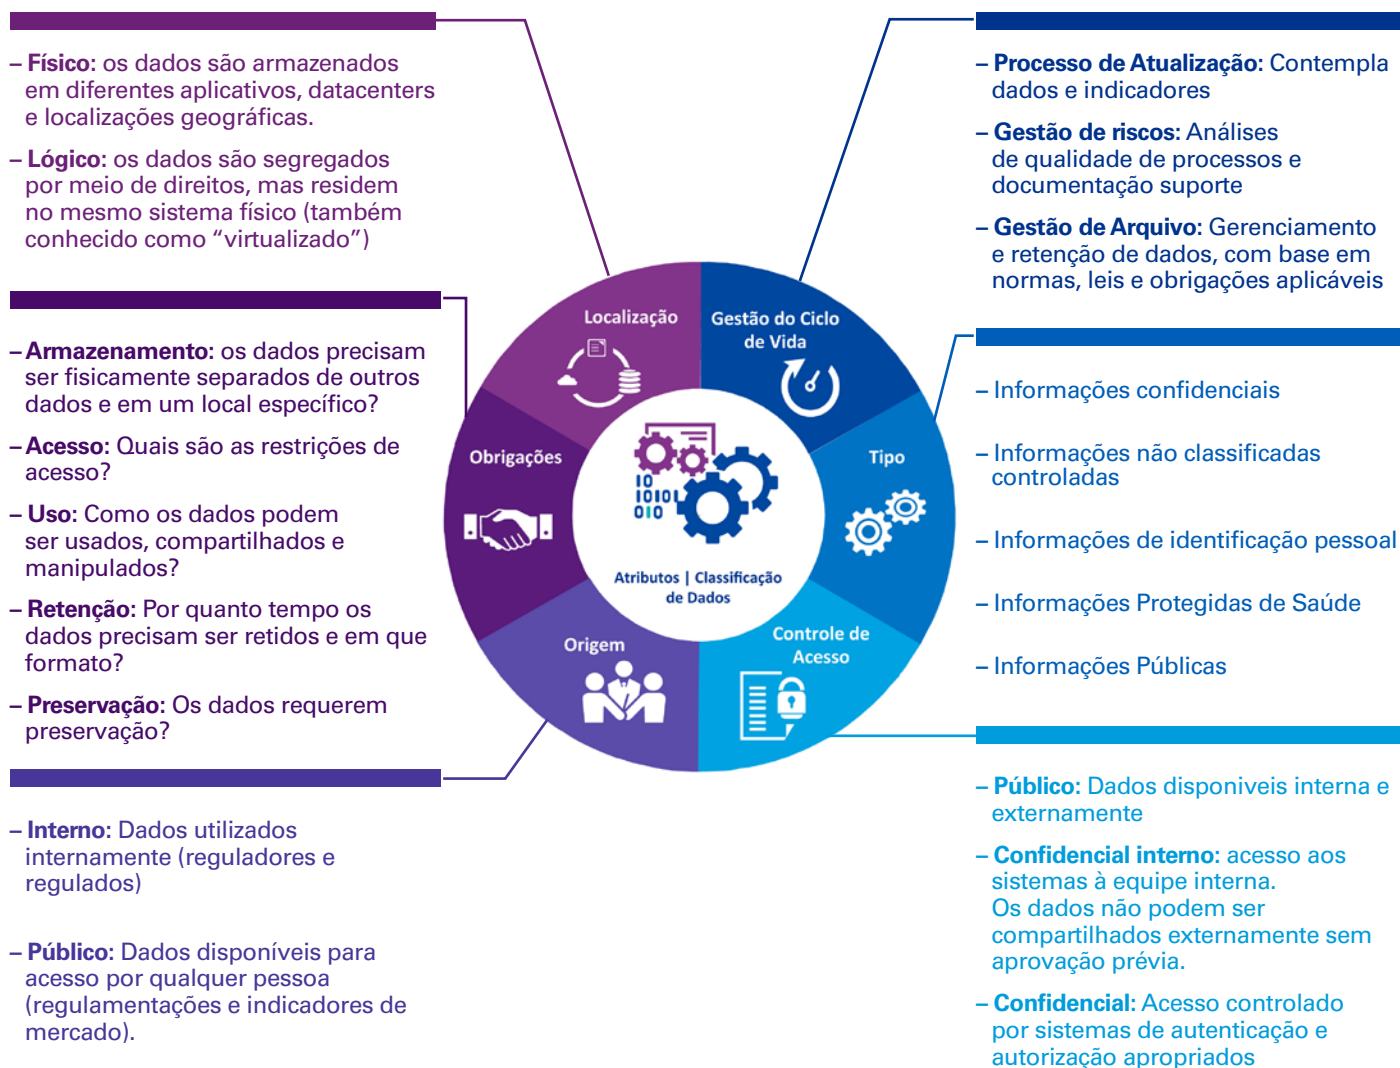 – Físico: os dados são armazenados
em diferentes aplicativos, datacenters
e localizações geográficas.
– Lógico: os dados são segregados
por meio de direitos, mas residem
no mesmo sistema físico (também
conhecido como “virtualizado”)
– Armazenamento: os dados precisam
ser fisicamente separados de outros
dados e em um local específico?
– Acesso: Quais são as restrições de
acesso?
– Uso: Como os dados podem
ser usados, compartilhados e
manipulados?
– Retenção: Por quanto tempo os
dados precisam ser retidos e em que
formato?
– Preservação: Os dados requerem
preservação?
– Interno: Dados utilizados
internamente (reguladores e
regulados)
– Público: Dados disponíveis para
acesso por qualquer pessoa
(regulamentações e indicadores de
mercado).
Localização
Gestão do Ciclo
de Vida
Obrigações
Tipo
10
10101
010
Atributos | Classificação
de Dados
Origem
Controle de
Acesso
– Processo de Atualização: Contempla
dados e indicadores
– Gestão de riscos: Análises
de qualidade de processos e
documentação suporte
– Gestão de Arquivo: Gerenciamento
e retenção de dados, com base em
normas, leis e obrigações aplicáveis
– Informações confidenciais
– Informações não classificadas
controladas
– Informações de identificação pessoal
– Informações Protegidas de Saúde
– Informações Públicas
– Público: Dados disponiveis interna e
externamente
– Confidencial interno: acesso aos
sistemas à equipe interna.
Os dados não podem ser
compartilhados externamente sem
aprovação prévia.
– Confidencial: Acesso controlado
por sistemas de autenticação e
autorização apropriados